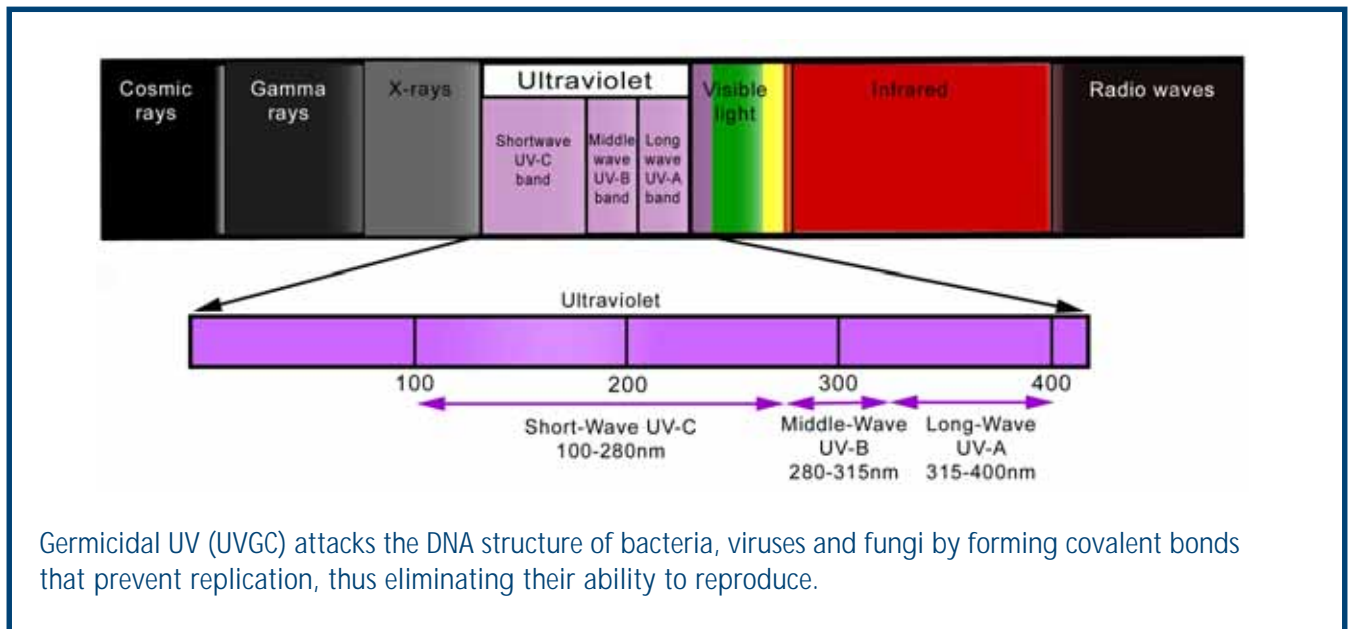 Cosmic
rays
Gamma
rays
X-rays
Ultraviolet
Shortwave
UV-C
band
Middle
wave
UV-B
band
Long
wave
UV-A
band
Visible
light
Infrared
Radio waves
Ultraviolet
100
200
300
400
Short-Wave UV-C
100-280nm
Middle-Wave
UV-B
280-315nm
Long-Wave
UV-A
315-400nm
Germicidal UV (UVGC) attacks the DNA structure of bacteria, viruses and fungi by forming covalent bonds
that prevent replication, thus eliminating their ability to reproduce.